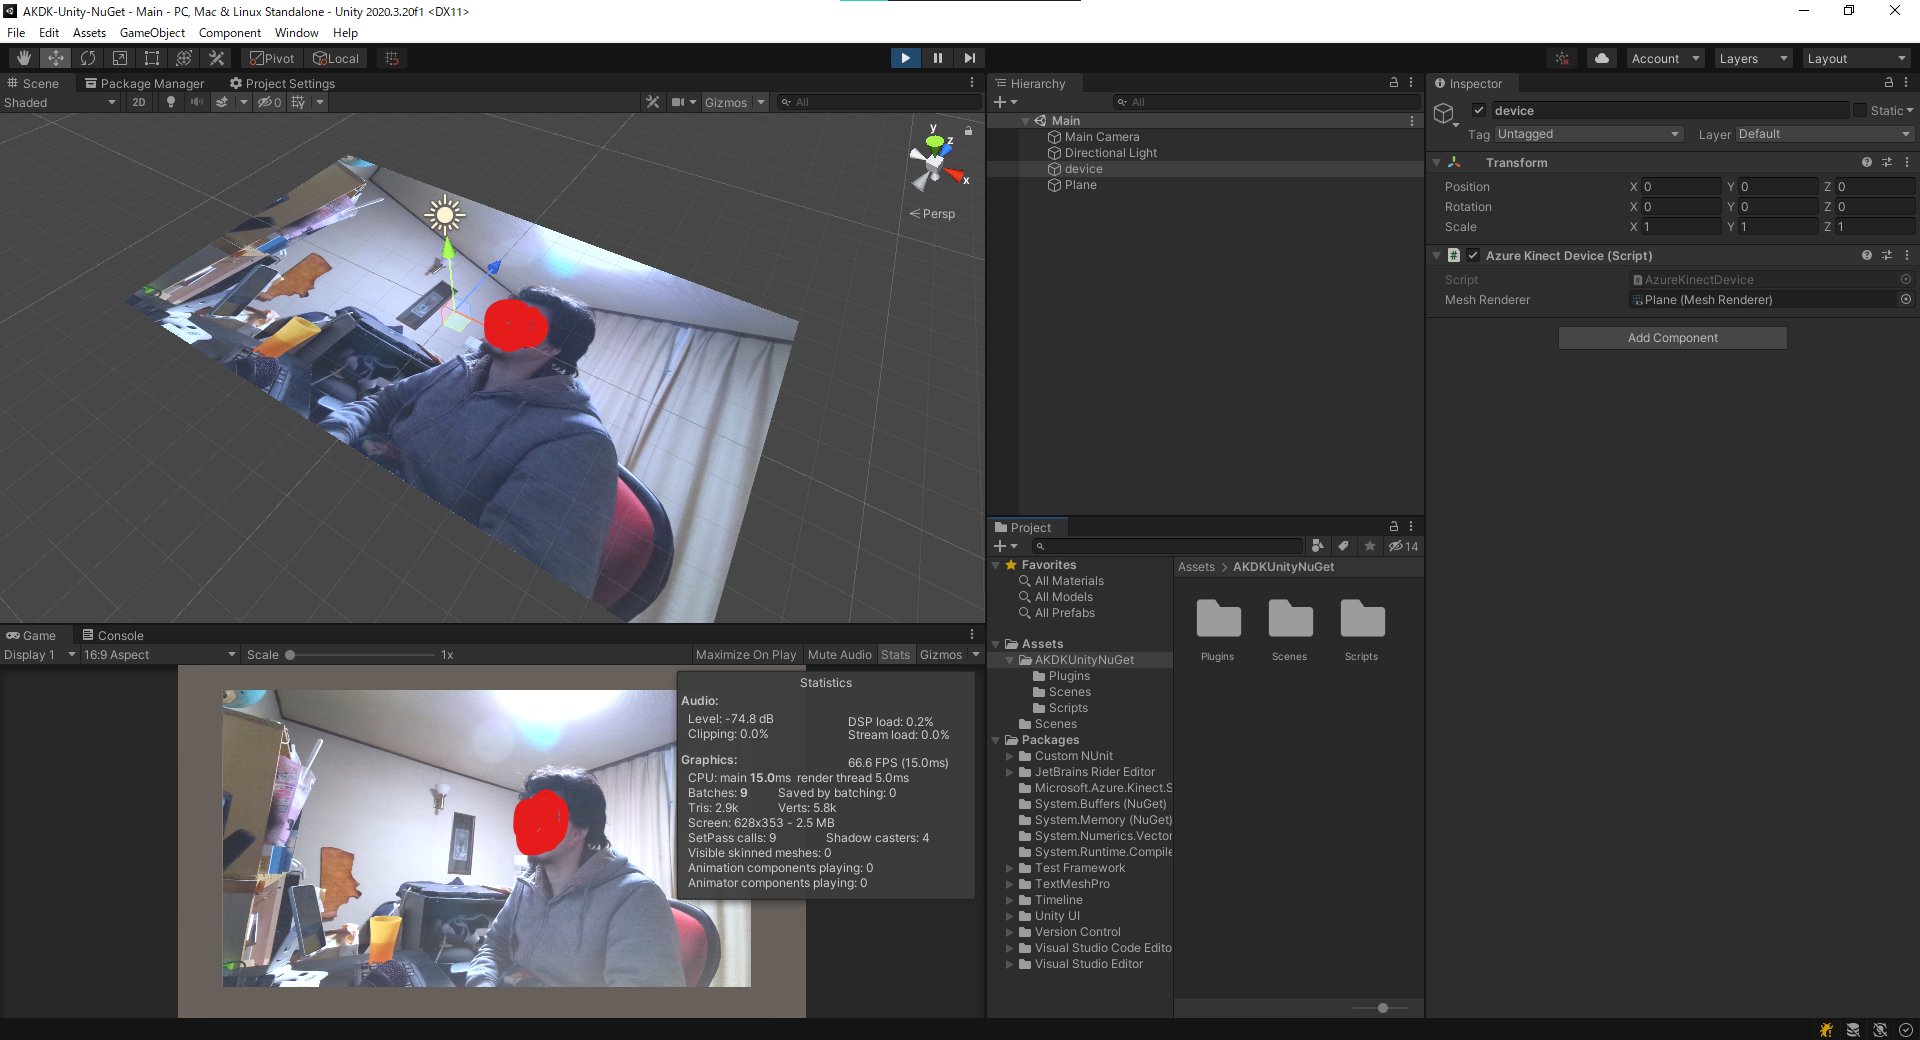 AKDK-Unity-NuGet - Main - PC, Mac & Linux Standalone - Unity 2020.3.20f1 <DX11>
File Edit Assets GameObject Component Window Help
Pivot Local
Account Layers Layout
Scene Package Manager Project Settings
Shaded 2D 0 Gizmos All
y
z
x
Persp
Game Console
Display 1 16:9 Aspect Scale 1x Maximize On Play Mute Audio Stats Gizmos
Statistics
Audio:
Level: -74.8 dB DSP load: 0.2%
Clipping: 0.0% Stream load: 0.0%
Graphics: 66.6 FPS (15.0ms)
CPU: main 15.0ms render thread 5.0ms
Batches: 9 Saved by batching: 0
Tris: 2.9k Verts: 5.8k
Screen: 628x353 - 2.5 MB
SetPass calls: 9 Shadow casters: 4
Visible skinned meshes: 0
Animation components playing: 0
Animator components playing: 0
Hierarchy
All
Main
Main Camera
Directional Light
device
Plane
Project
14
Favorites
All Materials
All Models
All Prefabs
Assets
AKDKUnityNuGet
Plugins
Scenes
Scripts
Scenes
Packages
Custom NUnit
JetBrains Rider Editor
Microsoft.Azure.Kinect.S
System.Buffers (NuGet)
System.Memory (NuGet)
System.Numerics.Vector
System.Runtime.Compile
Test Framework
TextMeshPro
Timeline
Unity UI
Version Control
Visual Studio Code Edito
Visual Studio Editor
Assets > AKDKUnityNuGet
Plugins Scenes Scripts
Inspector
device Static
Tag Untagged Layer Default
Transform
Position X 0 Y 0 Z 0
Rotation X 0 Y 0 Z 0
Scale X 1 Y 1 Z 1
# Azure Kinect Device (Script)
Script AzureKinectDevice
Mesh Renderer Plane (Mesh Renderer)
Add Component